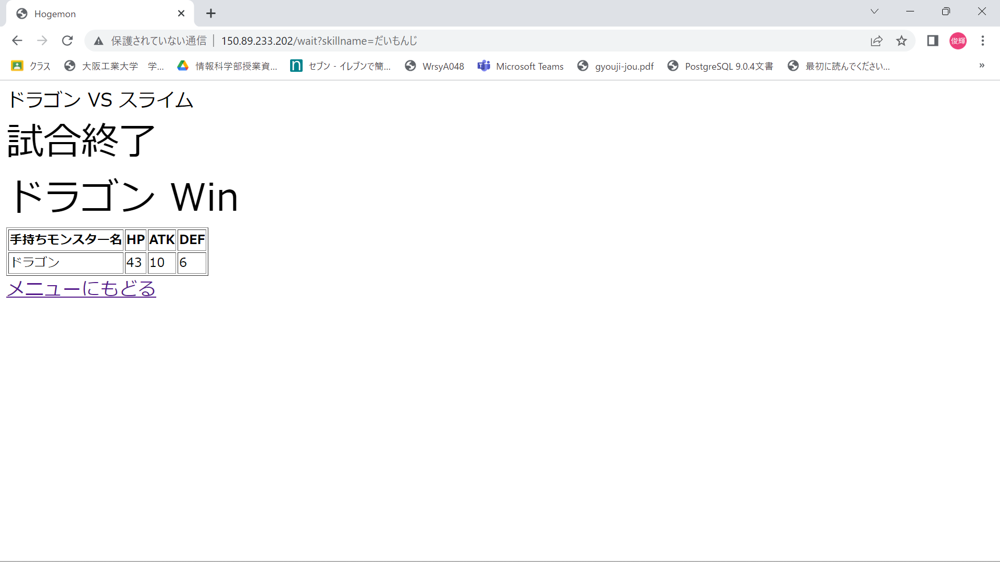 Hogemon
保護されていない通信 150.89.233.202/wait?skillname=だいもんじ
俊輝
クラス 大阪工業大学 学... 情報科学部授業資... n セブン‐イレブンで簡... WrsyA048 Microsoft Teams gyouji-jou.pdf PostgreSQL 9.0.4文書 最初に読んでください... »
ドラゴン VS スライム
試合終了
ドラゴン Win
手持ちモンスター名 HP ATK DEF
ドラゴン 43 10 6
メニューにもどる